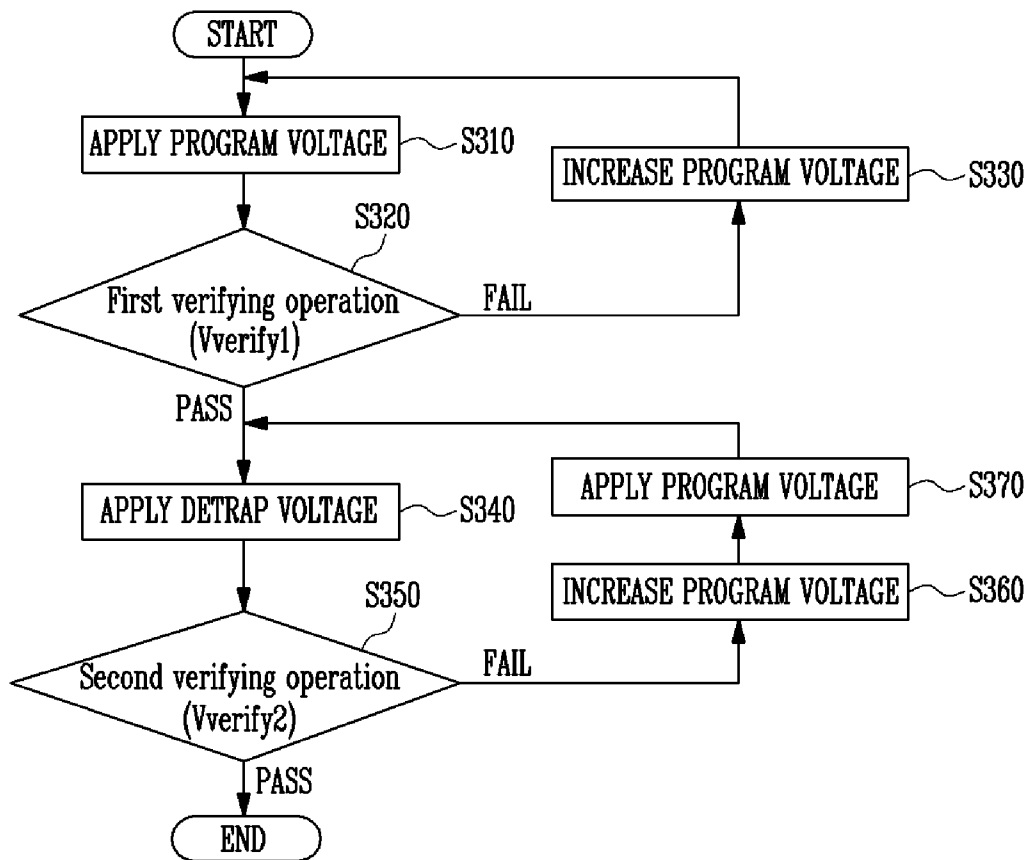 START
APPLY PROGRAM VOLTAGE
S310
INCREASE PROGRAM VOLTAGE
S330
S320
First verifying operation
(Vverify1)
FAIL
PASS
APPLY PROGRAM VOLTAGE
S370
APPLY DETRAP VOLTAGE
S340
INCREASE PROGRAM VOLTAGE
S360
S350
Second verifying operation
(Vverify2)
FAIL
PASS
END